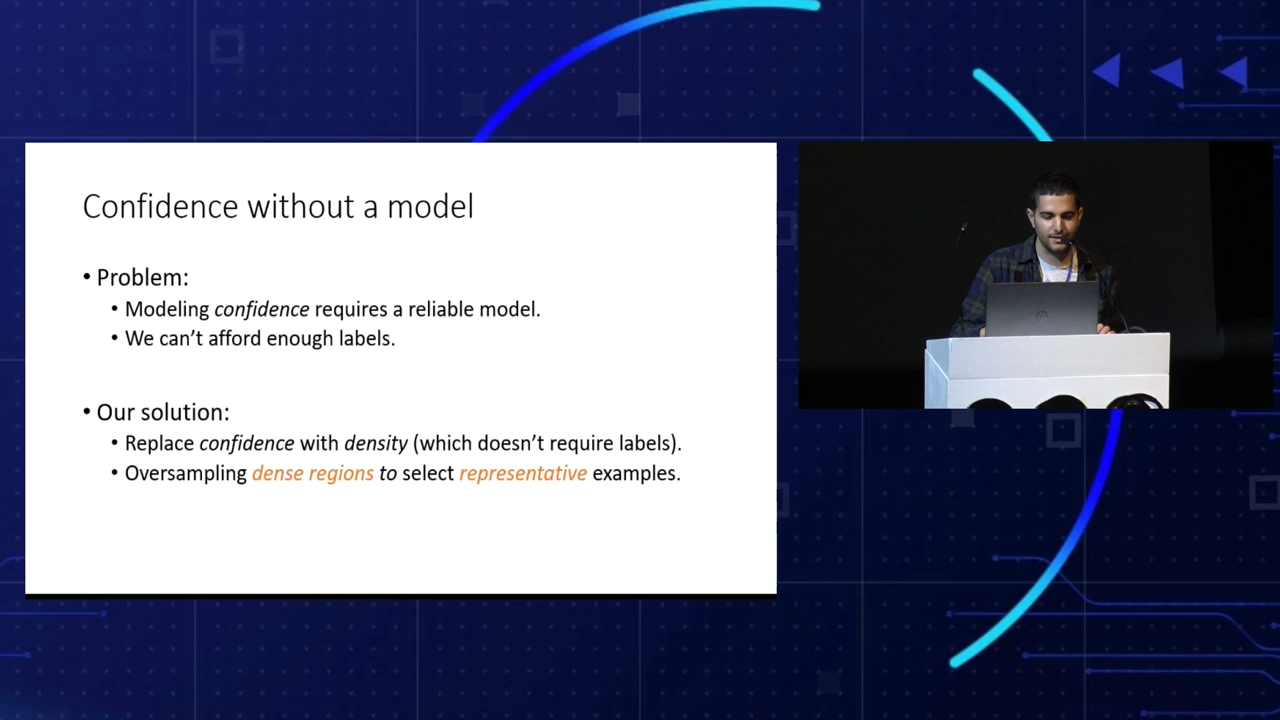 Confidence without a model
• Problem:
• Modeling confidence requires a reliable model.
• We can’t afford enough labels.
• Our solution:
• Replace confidence with density (which doesn’t require labels).
• Oversampling dense regions to select representative examples.